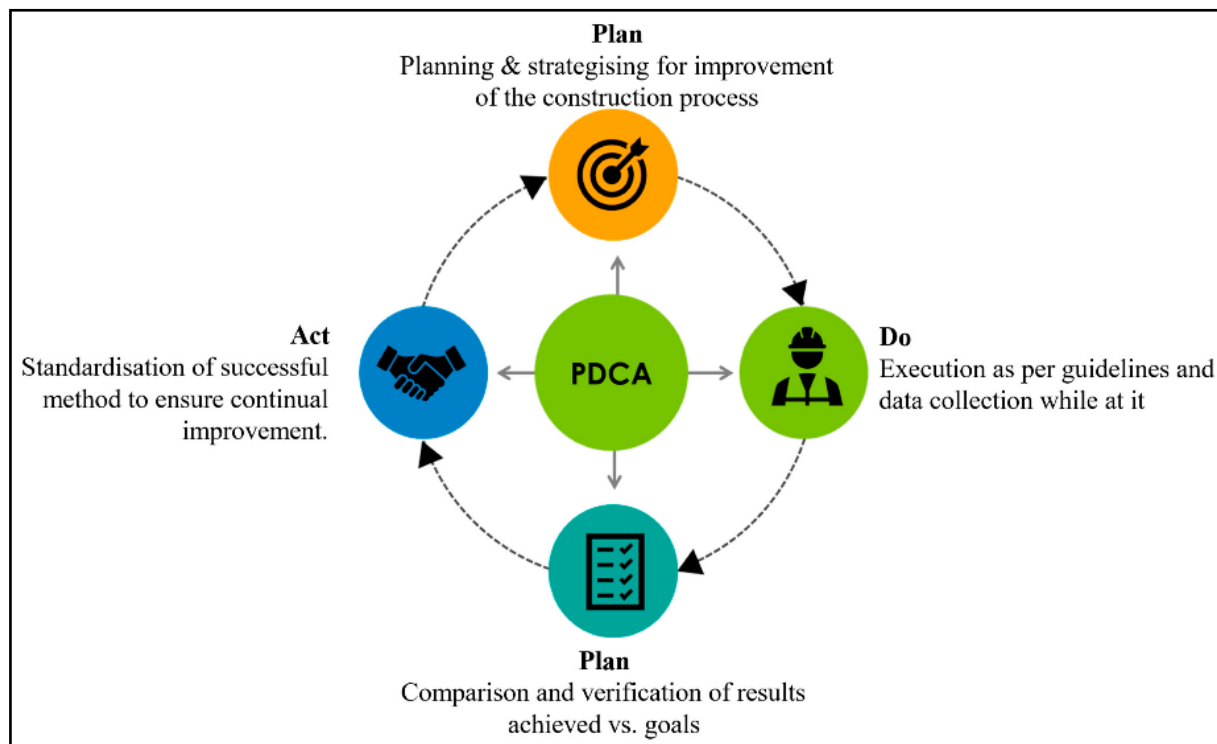 Plan
Planning & strategising for improvement
of the construction process
Act
Standardisation of successful
method to ensure continual
improvement.
PDCA
Do
Execution as per guidelines and
data collection while at it
Plan
Comparison and verification of results
achieved vs. goals